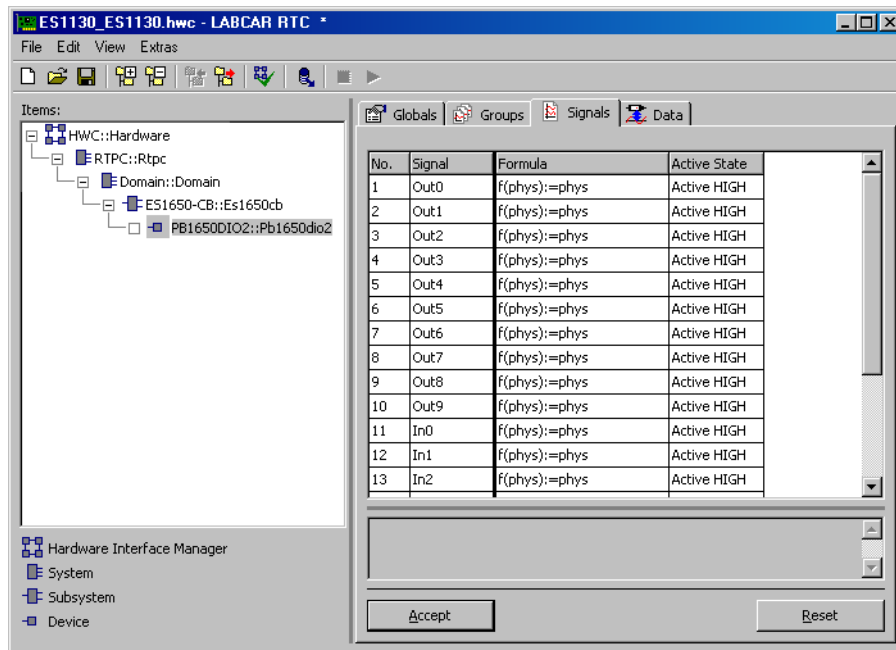 ES1130_ES1130.hwc - LABCAR RTC *
File Edit View Extras
Items:
HWC::Hardware
RTPC::Rtpc
Domain::Domain
ES1650-CB::Es1650cb
PB1650DIO2::Pb1650dio2
Hardware Interface Manager
System
Subsystem
Device
Globals Groups Signals Data
No. Signal Formula Active State
1 Out0 f(phys):=phys Active HIGH
2 Out1 f(phys):=phys Active HIGH
3 Out2 f(phys):=phys Active HIGH
4 Out3 f(phys):=phys Active HIGH
5 Out4 f(phys):=phys Active HIGH
6 Out5 f(phys):=phys Active HIGH
7 Out6 f(phys):=phys Active HIGH
8 Out7 f(phys):=phys Active HIGH
9 Out8 f(phys):=phys Active HIGH
10 Out9 f(phys):=phys Active HIGH
11 In0 f(phys):=phys Active HIGH
12 In1 f(phys):=phys Active HIGH
13 In2 f(phys):=phys Active HIGH
Accept Reset